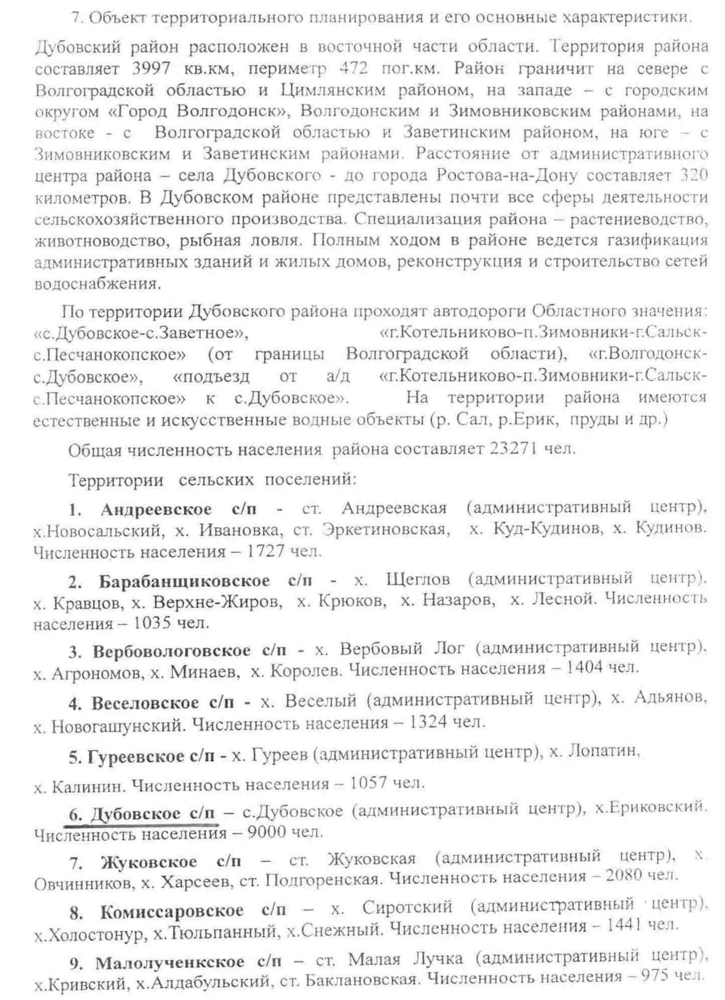 7. Объект территориального планирования и его основные характеристики.
Дубовский район расположен в восточной части области. Территория района
составляет 3997 кв.км, периметр 472 пог.км. Район граничит на севере с
Волгоградской областью и Цимлянским районом, на западе – с городским
округом «Город Волгодонск», Волгодонским и Зимовниковским районами, на
востоке - с Волгоградской областью и Заветинским районом, на юге – с
Зимовниковским и Заветинским районами. Расстояние от административного
центра района – села Дубовского - до города Ростова-на-Дону составляет 320
километров. В Дубовском районе представлены почти все сферы деятельности
сельскохозяйственного производства. Специализация района – растениеводство,
животноводство, рыбная ловля. Полным ходом в районе ведется газификация
административных зданий и жилых домов, реконструкция и строительство сетей
водоснабжения.
По территории Дубовского района проходят автодороги Областного значения:
«с.Дубовское-с.Заветное», «г.Котельниково-п.Зимовники-г.Сальск-
с.Песчанокопское» (от границы Волгоградской области), «г.Волгодонск-
с.Дубовское», «подъезд от а/д «г.Котельниково-п.Зимовники-г.Сальск-
с.Песчанокопское» к с.Дубовское». На территории района имеются
естественные и искусственные водные объекты (р. Сал, р.Ерик, пруды и др.)
Общая численность населения района составляет 23271 чел.
Территории сельских поселений:
1. Андреевское с/п - ст. Андреевская (административный центр),
х.Новосальский, х. Ивановка, ст. Эркетиновская, х. Куд-Кудинов, х. Кудинов.
Численность населения – 1727 чел.
2. Барабанщиковское с/п - х. Щеглов (административный центр),
х. Кравцов, х. Верхне-Жиров, х. Крюков, х. Назаров, х. Лесной. Численность
населения – 1035 чел.
3. Вербовологовское с/п - х. Вербовый Лог (административный центр),
х. Агрономов, х. Минаев, х. Королев. Численность населения – 1404 чел.
4. Веселовское с/п - х. Веселый (административный центр), х. Адьянов,
х. Новогашунский. Численность населения – 1324 чел.
5. Гуреевское с/п - х. Гуреев (административный центр), х. Лопатин,
х. Калинин. Численность населения – 1057 чел.
6. Дубовское с/п – с.Дубовское (административный центр), х.Ериковский.
Численность населения – 9000 чел.
7. Жуковское с/п – ст. Жуковская (административный центр), х.
Овчинников, х. Харсеев, ст. Подгоренская. Численность населения – 2080 чел.
8. Комиссаровское с/п – х. Сиротский (административный центр),
х.Холостонур, х.Тюльпанный, х.Снежный. Численность населения – 1441 чел.
9. Малолученкское с/п – ст. Малая Лучка (административный центр),
х.Кривский, х.Алдабульский, ст. Баклановская. Численность населения – 975 чел.